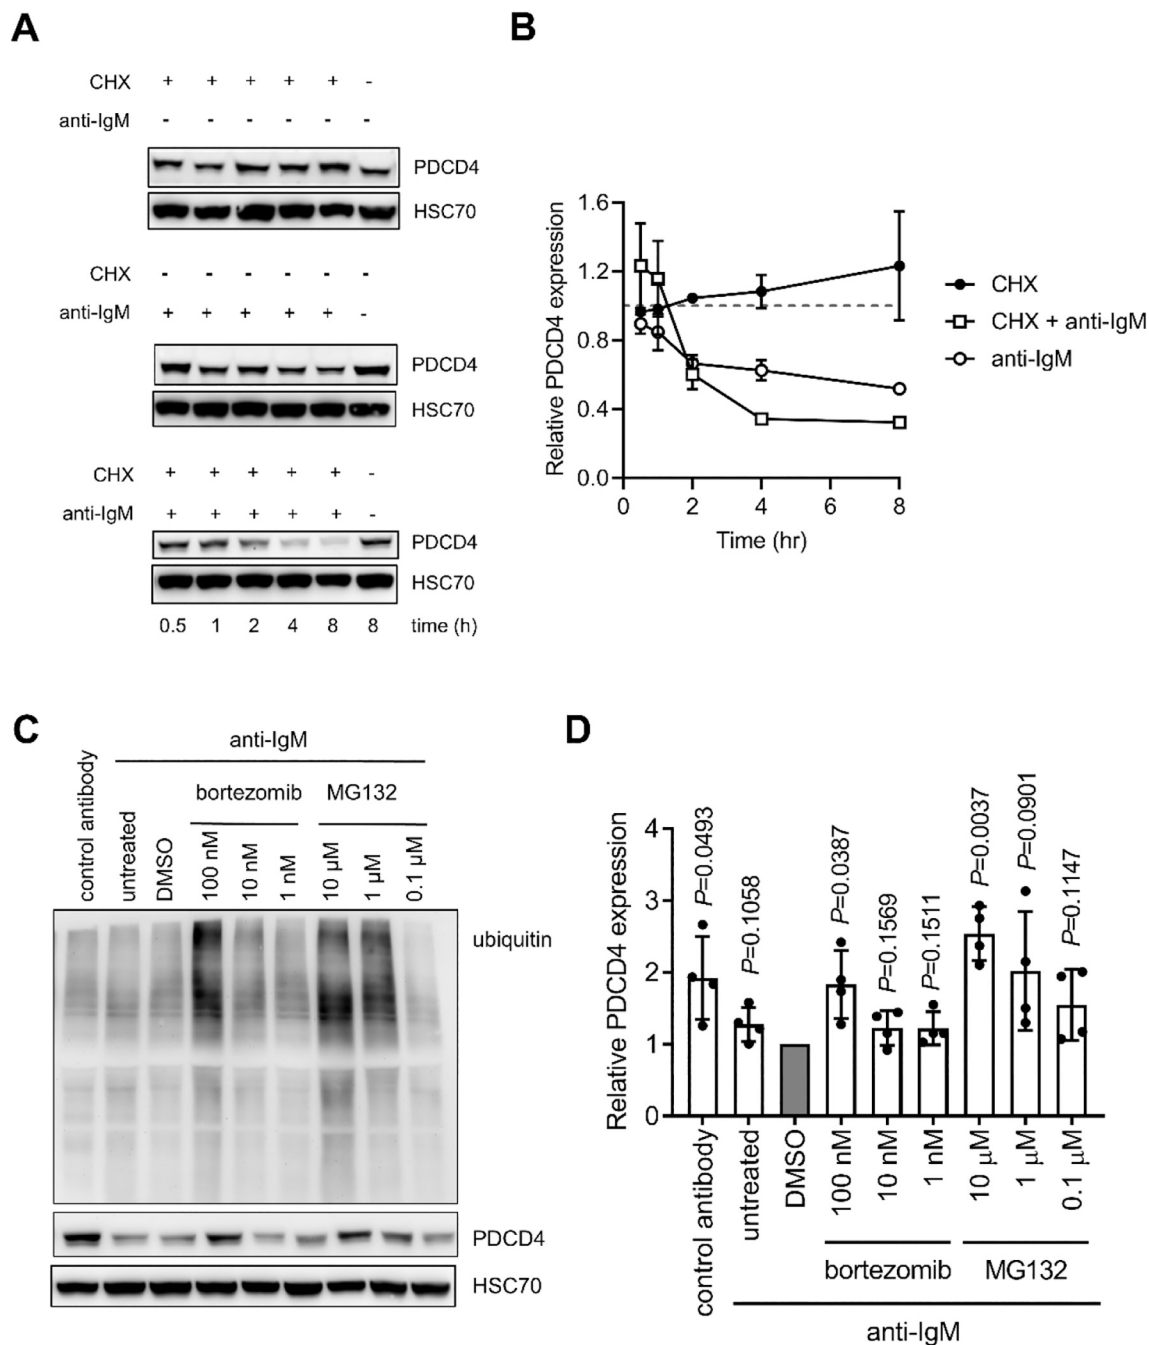 A
CHX + + + + + -
anti-IgM - - - - - -
PDCD4
HSC70
CHX - - - - - -
anti-IgM + + + + + -
PDCD4
HSC70
CHX + + + + + -
anti-IgM + + + + + -
PDCD4
HSC70
0.5 1 2 4 8 8 time (h)
B
Relative PDCD4 expression
1.6
1.2
0.8
0.4
0.0
0 2 4 6 8
Time (hr)
CHX
CHX + anti-IgM
anti-IgM
C
anti-IgM
bortezomib MG132
control antibody
untreated
DMSO
100 nM
10 nM
1 nM
10 µM
1 µM
0.1 µM
ubiquitin
PDCD4
HSC70
D
Relative PDCD4 expression
4
3
2
1
0
P=0.0493
P=0.1058
P=0.0387
P=0.1569
P=0.1511
P=0.0037
P=0.0901
P=0.1147
control antibody
untreated
DMSO
100 nM
10 nM
1 nM
10 µM
1 µM
0.1 µM
bortezomib MG132
anti-IgM